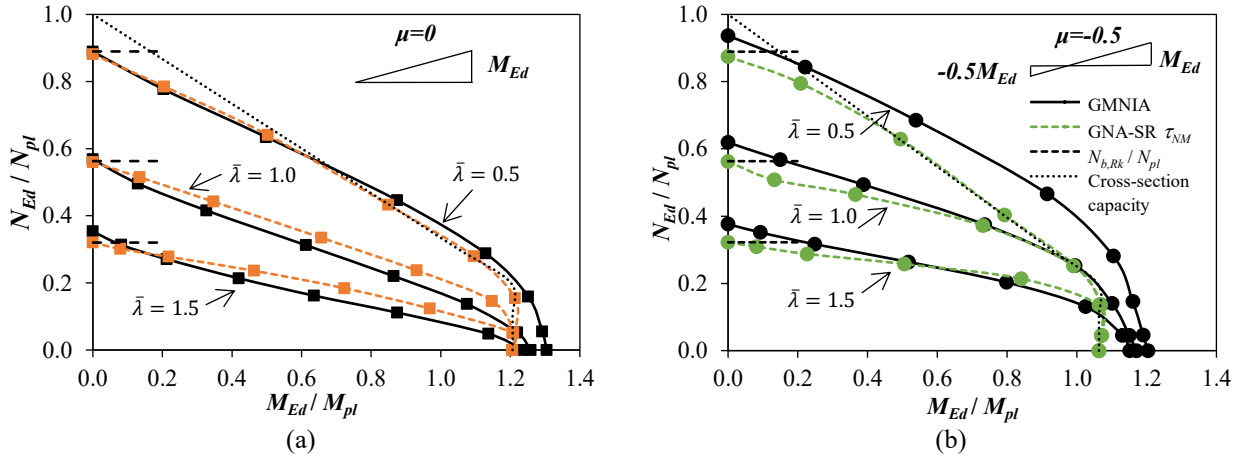 1.0
0.8
0.6
0.4
0.2
0.0
N_Ed / N_pl
μ=0
M_Ed
λ̄ = 1.0
λ̄ = 0.5
λ̄ = 1.5
0.0 0.2 0.4 0.6 0.8 1.0 1.2 1.4
M_Ed / M_pl
(a)
1.0
0.8
0.6
0.4
0.2
0.0
N_Ed / N_pl
μ=-0.5
-0.5M_Ed
M_Ed
GMNIA
GNA-SR τ_NM
N_b,Rk / N_pl
Cross-section
capacity
λ̄ = 0.5
λ̄ = 1.0
λ̄ = 1.5
0.0 0.2 0.4 0.6 0.8 1.0 1.2 1.4
M_Ed / M_pl
(b)